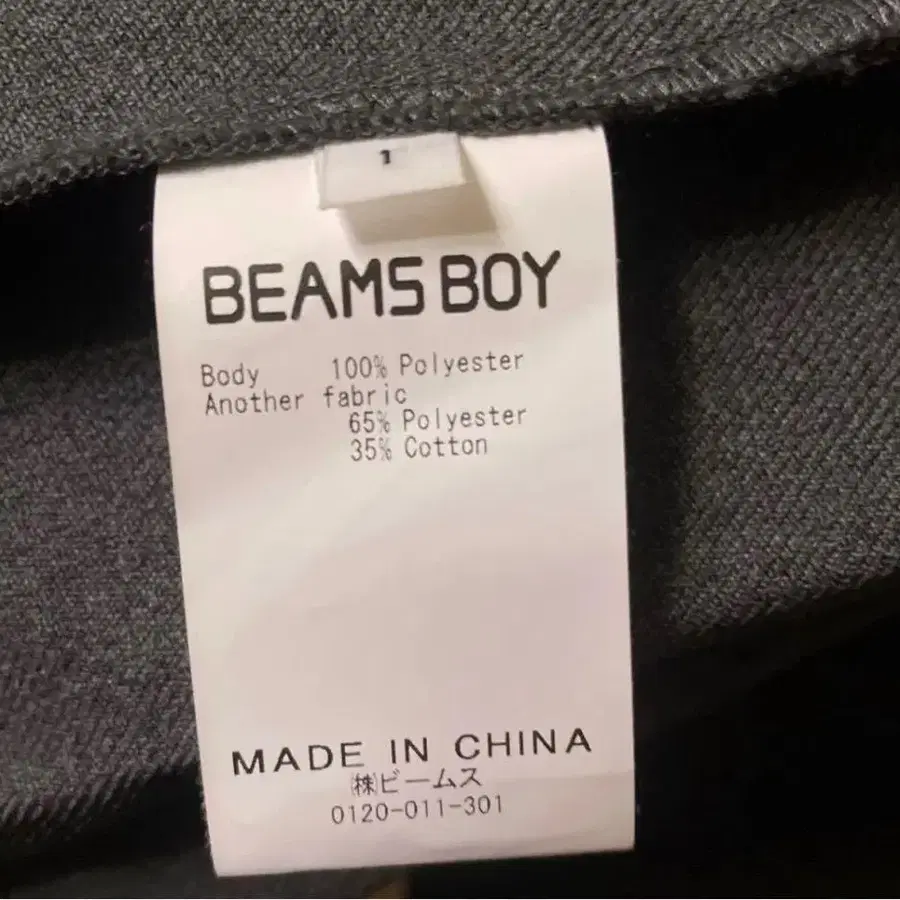 1
BEAMS BOY
Body 100% Polyester
Another fabric
65% Polyester
35% Cotton
MADE IN CHINA
㈱ビームス
0120-011-301